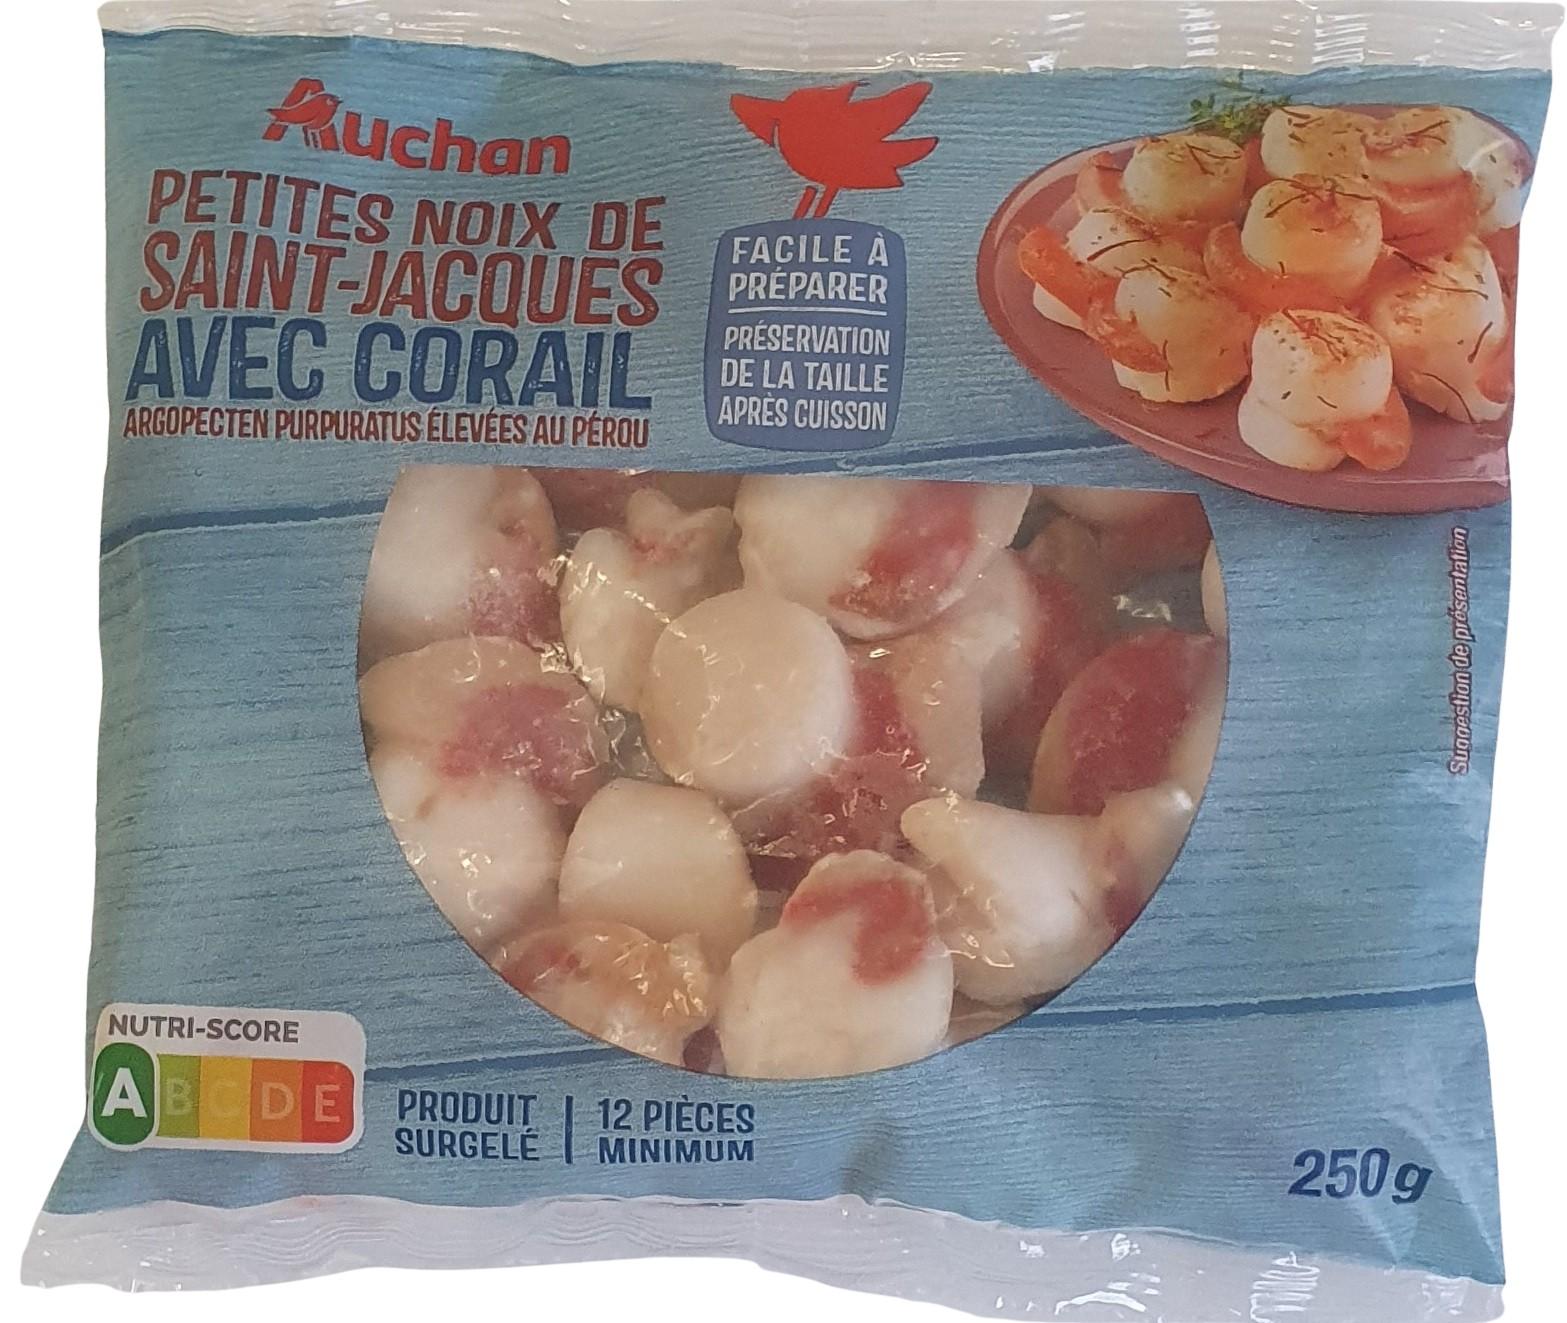 Auchan
PETITES NOIX DE
SAINT-JACQUES
AVEC CORAIL
ARGOPECTEN PURPURATUS ÉLEVÉES AU PÉROU
FACILE À
PRÉPARER
PRÉSERVATION
DE LA TAILLE
APRÈS CUISSON
Suggestion de présentation
NUTRI-SCORE
A B C D E
PRODUIT
SURGELÉ
12 PIÈCES
MINIMUM
250g